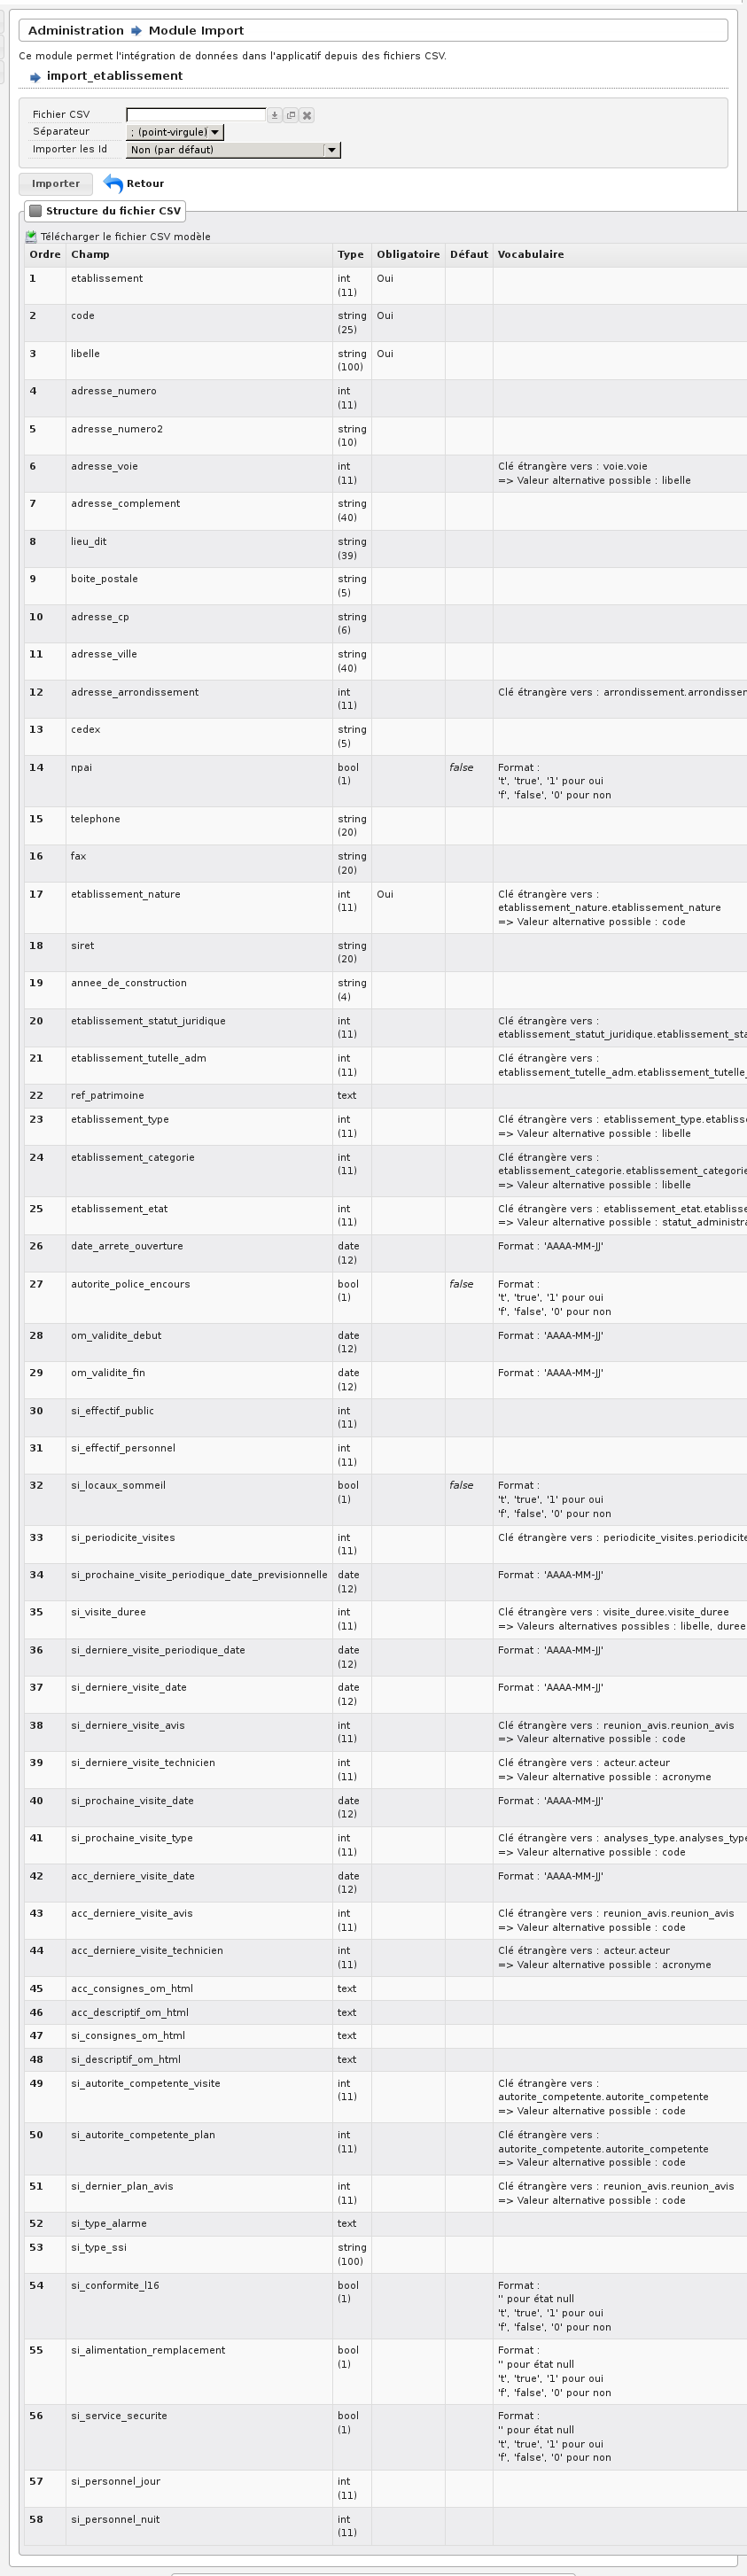 Administration Module Import
Ce module permet l'intégration de données dans l'applicatif depuis des fichiers CSV.
import_etablissement
Fichier CSV
Séparateur ; (point-virgule)
Importer les Id Non (par défaut)
Importer Retour
Structure du fichier CSV
Télécharger le fichier CSV modèle
Ordre Champ Type Obligatoire Défaut Vocabulaire
1 etablissement int Oui
(11)
2 code string Oui
(25)
3 libelle string Oui
(100)
4 adresse_numero int
(11)
5 adresse_numero2 string
(10)
6 adresse_voie int Clé étrangère vers : voie.voie
(11) => Valeur alternative possible : libelle
7 adresse_complement string
(40)
8 lieu_dit string
(39)
9 boite_postale string
(5)
10 adresse_cp string
(6)
11 adresse_ville string
(40)
12 adresse_arrondissement int Clé étrangère vers :
(11)
13 cedex string
(5)
14 npai bool false Format :
(1) 't', 'true', '1' pour oui
'f', 'false', '0' pour non
15 telephone string
(20)
16 fax string
(20)
17 etablissement_nature int Oui Clé étrangère vers :
(11) etablissement_nature.etablissement_nature
=> Valeur alternative possible : code
18 siret string
(20)
19 annee_de_construction string
(4)
20 etablissement_statut_juridique int Clé étrangère vers :
(11)
21 etablissement_tutelle_adm int Clé étrangère vers :
(11)
22 ref_patrimoine text
23 etablissement_type int Clé étrangère vers :
(11) => Valeur alternative possible : libelle
24 etablissement_categorie int Clé étrangère vers :
(11) etablissement_categorie.etablissement_categorie
=> Valeur alternative possible : libelle
25 etablissement_etat int Clé étrangère vers :
(11) => Valeur alternative possible :
26 date_arrete_ouverture date Format : 'AAAA-MM-JJ'
(12)
27 autorite_police_encours bool false Format :
(1) 't', 'true', '1' pour oui
'f', 'false', '0' pour non
28 om_validite_debut date Format : 'AAAA-MM-JJ'
(12)
29 om_validite_fin date Format : 'AAAA-MM-JJ'
(12)
30 si_effectif_public int
(11)
31 si_effectif_personnel int
(11)
32 si_locaux_sommeil bool false Format :
(1) 't', 'true', '1' pour oui
'f', 'false', '0' pour non
33 si_periodicite_visites int Clé étrangère vers :
(11)
34 si_prochaine_visite_periodique_date_previsionnelle date Format : 'AAAA-MM-JJ'
(12)
35 si_visite_duree int Clé étrangère vers : visite_duree.visite_duree
(11) => Valeurs alternatives possibles : libelle, duree
36 si_derniere_visite_periodique_date date Format : 'AAAA-MM-JJ'
(12)
37 si_derniere_visite_date date Format : 'AAAA-MM-JJ'
(12)
38 si_derniere_visite_avis int Clé étrangère vers : reunion_avis.reunion_avis
(11) => Valeur alternative possible : code
39 si_derniere_visite_technicien int Clé étrangère vers : acteur.acteur
(11) => Valeur alternative possible : acronyme
40 si_prochaine_visite_date date Format : 'AAAA-MM-JJ'
(12)
41 si_prochaine_visite_type int Clé étrangère vers : analyses_type.analyses_type
(11) => Valeur alternative possible : code
42 acc_derniere_visite_date date Format : 'AAAA-MM-JJ'
(12)
43 acc_derniere_visite_avis int Clé étrangère vers : reunion_avis.reunion_avis
(11) => Valeur alternative possible : code
44 acc_derniere_visite_technicien int Clé étrangère vers : acteur.acteur
(11) => Valeur alternative possible : acronyme
45 acc_consignes_om_html text
46 acc_descriptif_om_html text
47 si_consignes_om_html text
48 si_descriptif_om_html text
49 si_autorite_competente_visite int Clé étrangère vers :
(11) autorite_competente.autorite_competente
=> Valeur alternative possible : code
50 si_autorite_competente_plan int Clé étrangère vers :
(11) autorite_competente.autorite_competente
=> Valeur alternative possible : code
51 si_dernier_plan_avis int Clé étrangère vers : reunion_avis.reunion_avis
(11) => Valeur alternative possible : code
52 si_type_alarme text
53 si_type_ssi string
(100)
54 si_conformite_l16 bool Format :
(1) '' pour état null
't', 'true', '1' pour oui
'f', 'false', '0' pour non
55 si_alimentation_remplacement bool Format :
(1) '' pour état null
't', 'true', '1' pour oui
'f', 'false', '0' pour non
56 si_service_securite bool Format :
(1) '' pour état null
't', 'true', '1' pour oui
'f', 'false', '0' pour non
57 si_personnel_jour int
(11)
58 si_personnel_nuit int
(11)